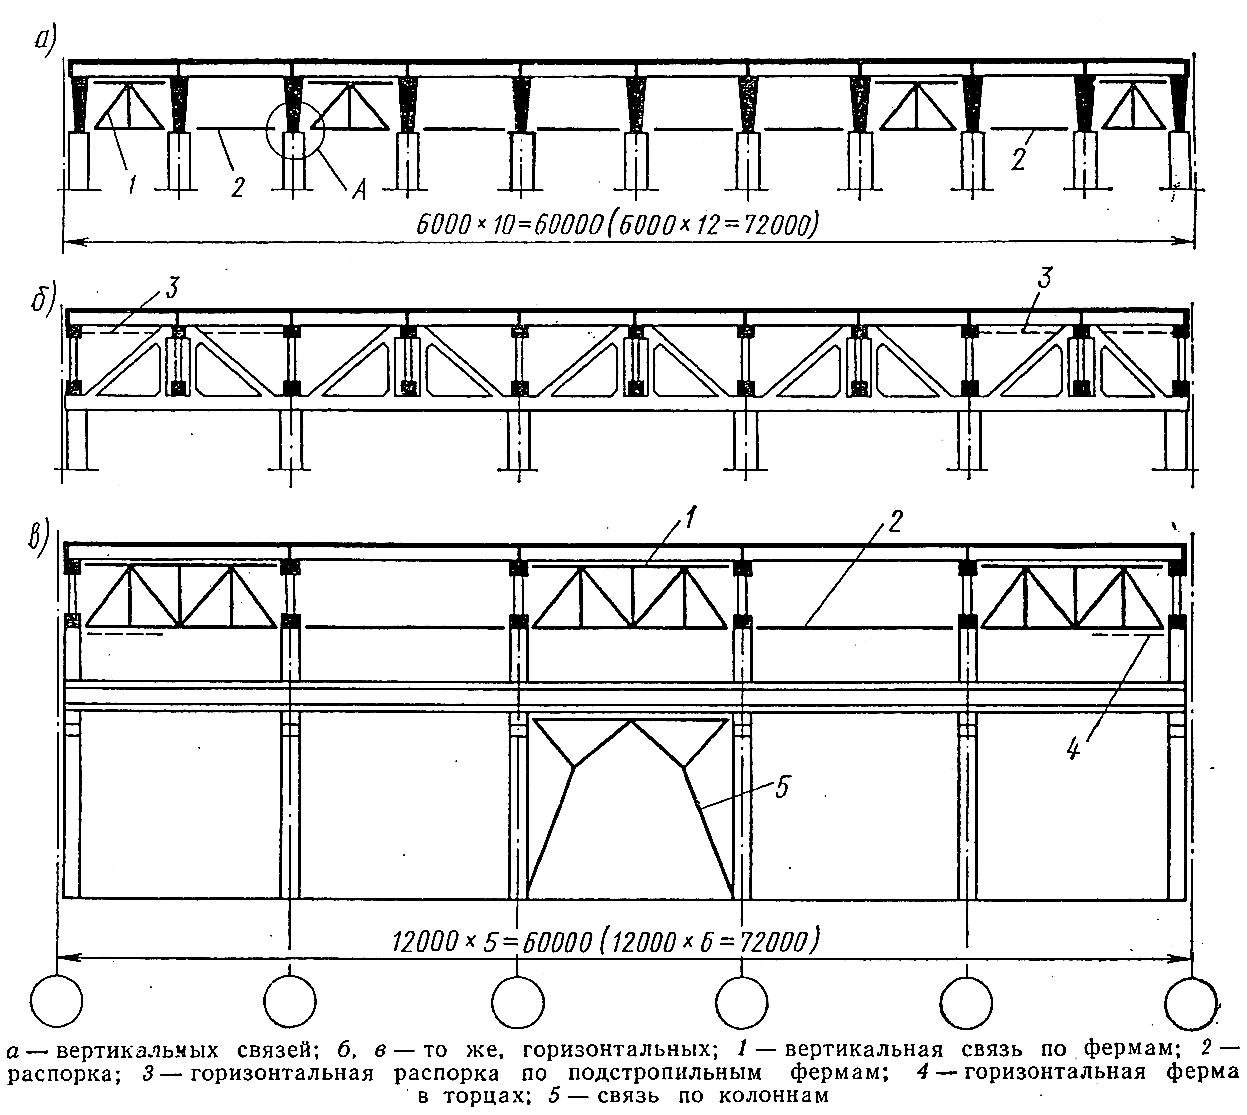 а)
1
2
А
2
6000×10=60000(6000×12=72000)
б)
3
3
в)
1
2
4
5
12000×5=60000(12000×6=72000)
а — вертикальных связей; б, в — то же, горизонтальных; 1 — вертикальная связь по фермам; 2 —
распорка; 3 — горизонтальная распорка по подстропильным фермам; 4 — горизонтальная ферма
в торцах; 5 — связь по колоннам